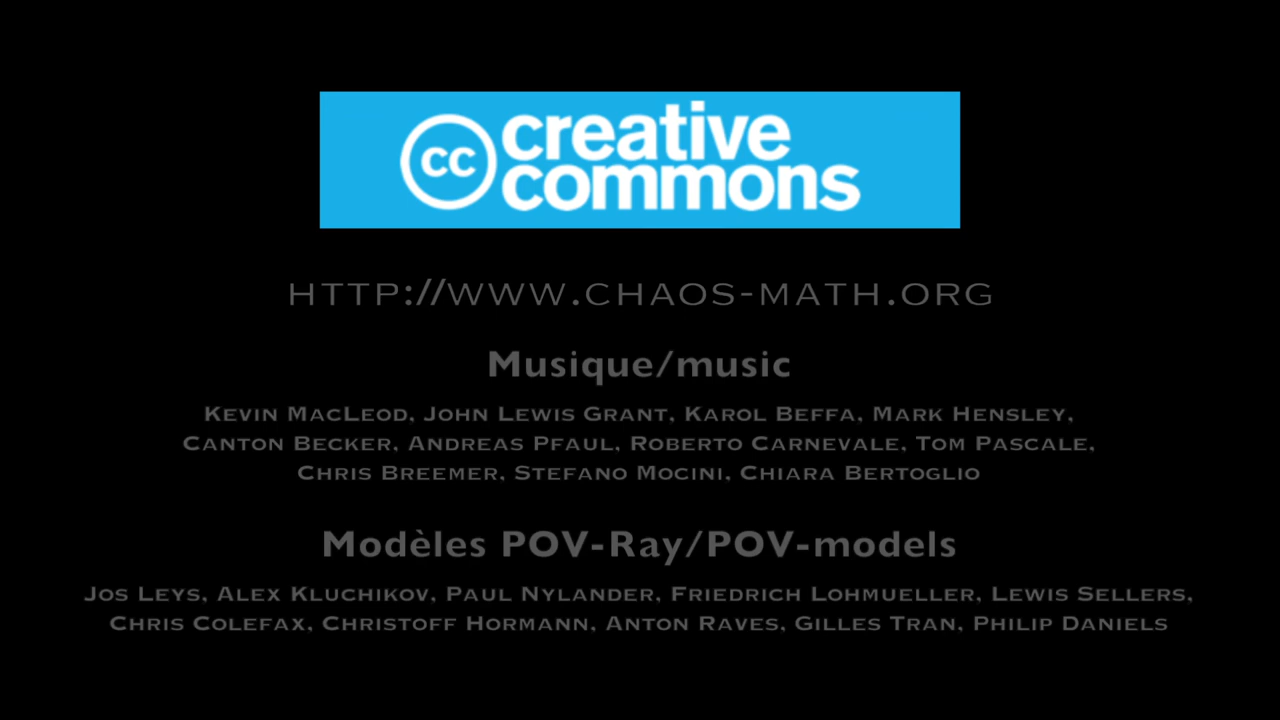 cc creative
commons
HTTP://WWW.CHAOS-MATH.ORG
Musique/music
Kevin MacLeod, John Lewis Grant, Karol Beffa, Mark Hensley,
Canton Becker, Andreas Pfaul, Roberto Carnevale, Tom Pascale,
Chris Breemer, Stefano Mocini, Chiara Bertoglio
Modèles POV-Ray/POV-models
Jos Leys, Alex Kluchikov, Paul Nylander, Friedrich Lohmueller, Lewis Sellers,
Chris Colefax, Christoff Hormann, Anton Raves, Gilles Tran, Philip Daniels